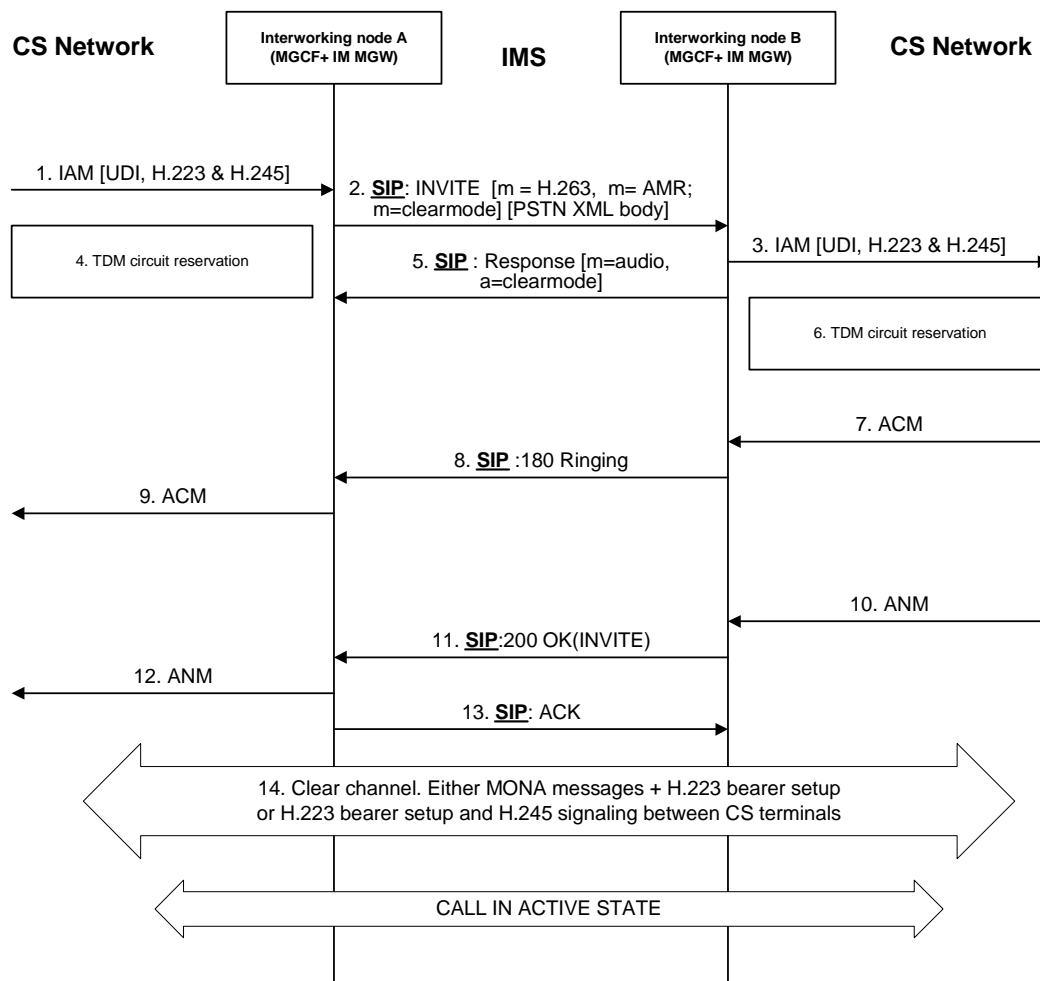 CS Network
Interworking node A
(MGCF+ IM MGW)
IMS
Interworking node B
(MGCF+ IM MGW)
CS Network
1. IAM [UDI, H.223 & H.245]
2. SIP: INVITE [m = H.263, m= AMR;
m=clearmode] [PSTN XML body]
3. IAM [UDI, H.223 & H.245]
4. TDM circuit reservation
5. SIP : Response [m=audio,
a=clearmode]
6. TDM circuit reservation
7. ACM
8. SIP :180 Ringing
9. ACM
10. ANM
11. SIP:200 OK(INVITE)
12. ANM
13. SIP: ACK
14. Clear channel. Either MONA messages + H.223 bearer setup
or H.223 bearer setup and H.245 signaling between CS terminals
CALL IN ACTIVE STATE